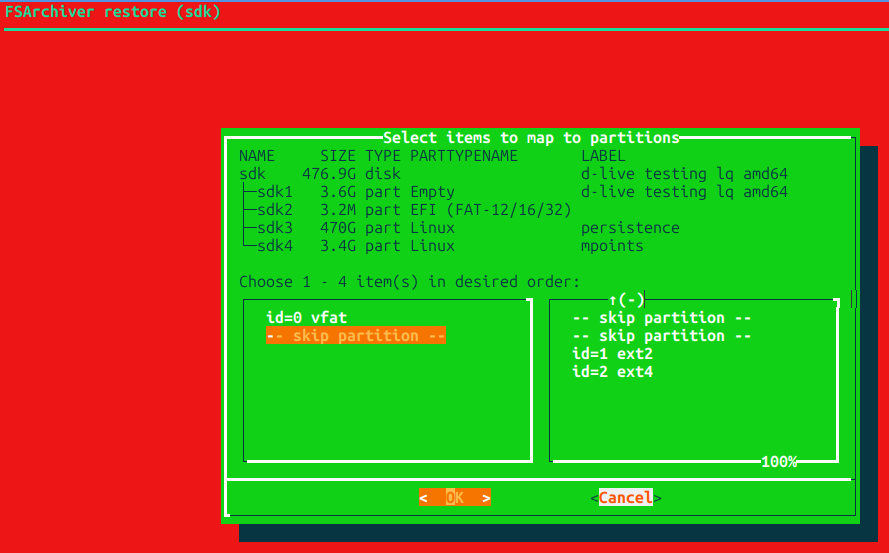 FSArchiver restore (sdk)
Select items to map to partitions
NAME SIZE TYPE PARTTYPENAME LABEL
sdk 476.9G disk d-live testing lq amd64
├─sdk1 3.6G part Empty d-live testing lq amd64
├─sdk2 3.2M part EFI (FAT-12/16/32)
├─sdk3 470G part Linux persistence
└─sdk4 3.4G part Linux mpoints
Choose 1 - 4 item(s) in desired order:
↑(-)
id=0 vfat
-- skip partition --
-- skip partition --
-- skip partition --
id=1 ext2
id=2 ext4
100%
< OK > <Cancel>